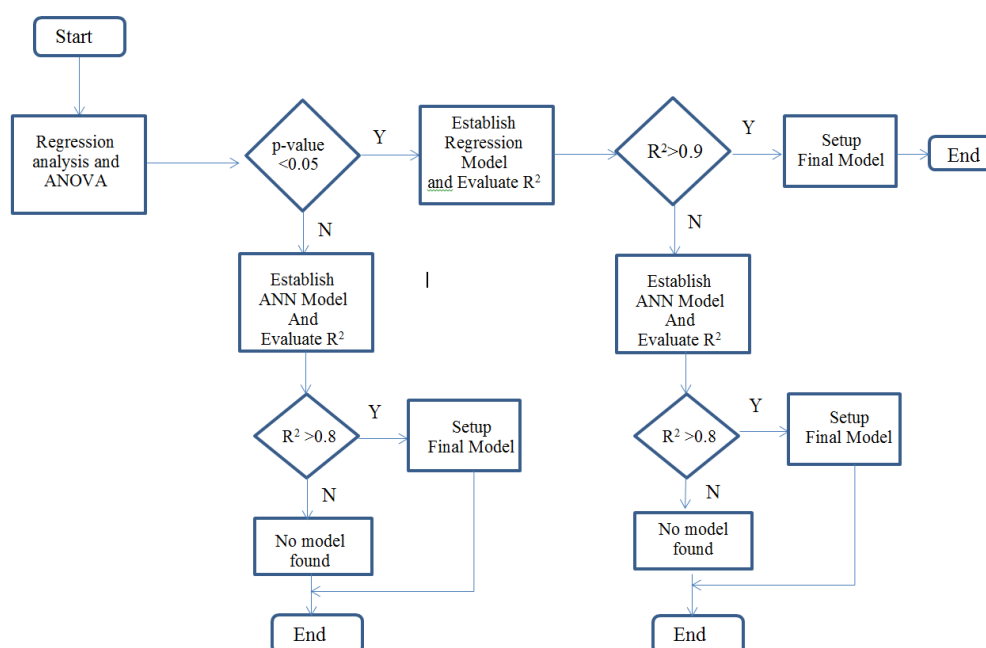 Start
Regression
analysis and
ANOVA
p-value
<0.05
Y
Establish
Regression
Model
and Evaluate R²
R²>0.9
Y
Setup
Final Model
End
N
Establish
ANN Model
And
Evaluate R²
R² >0.8
Y
Setup
Final Model
N
No model
found
End
N
Establish
ANN Model
And
Evaluate R²
R² >0.8
Y
Setup
Final Model
N
No model
found
End